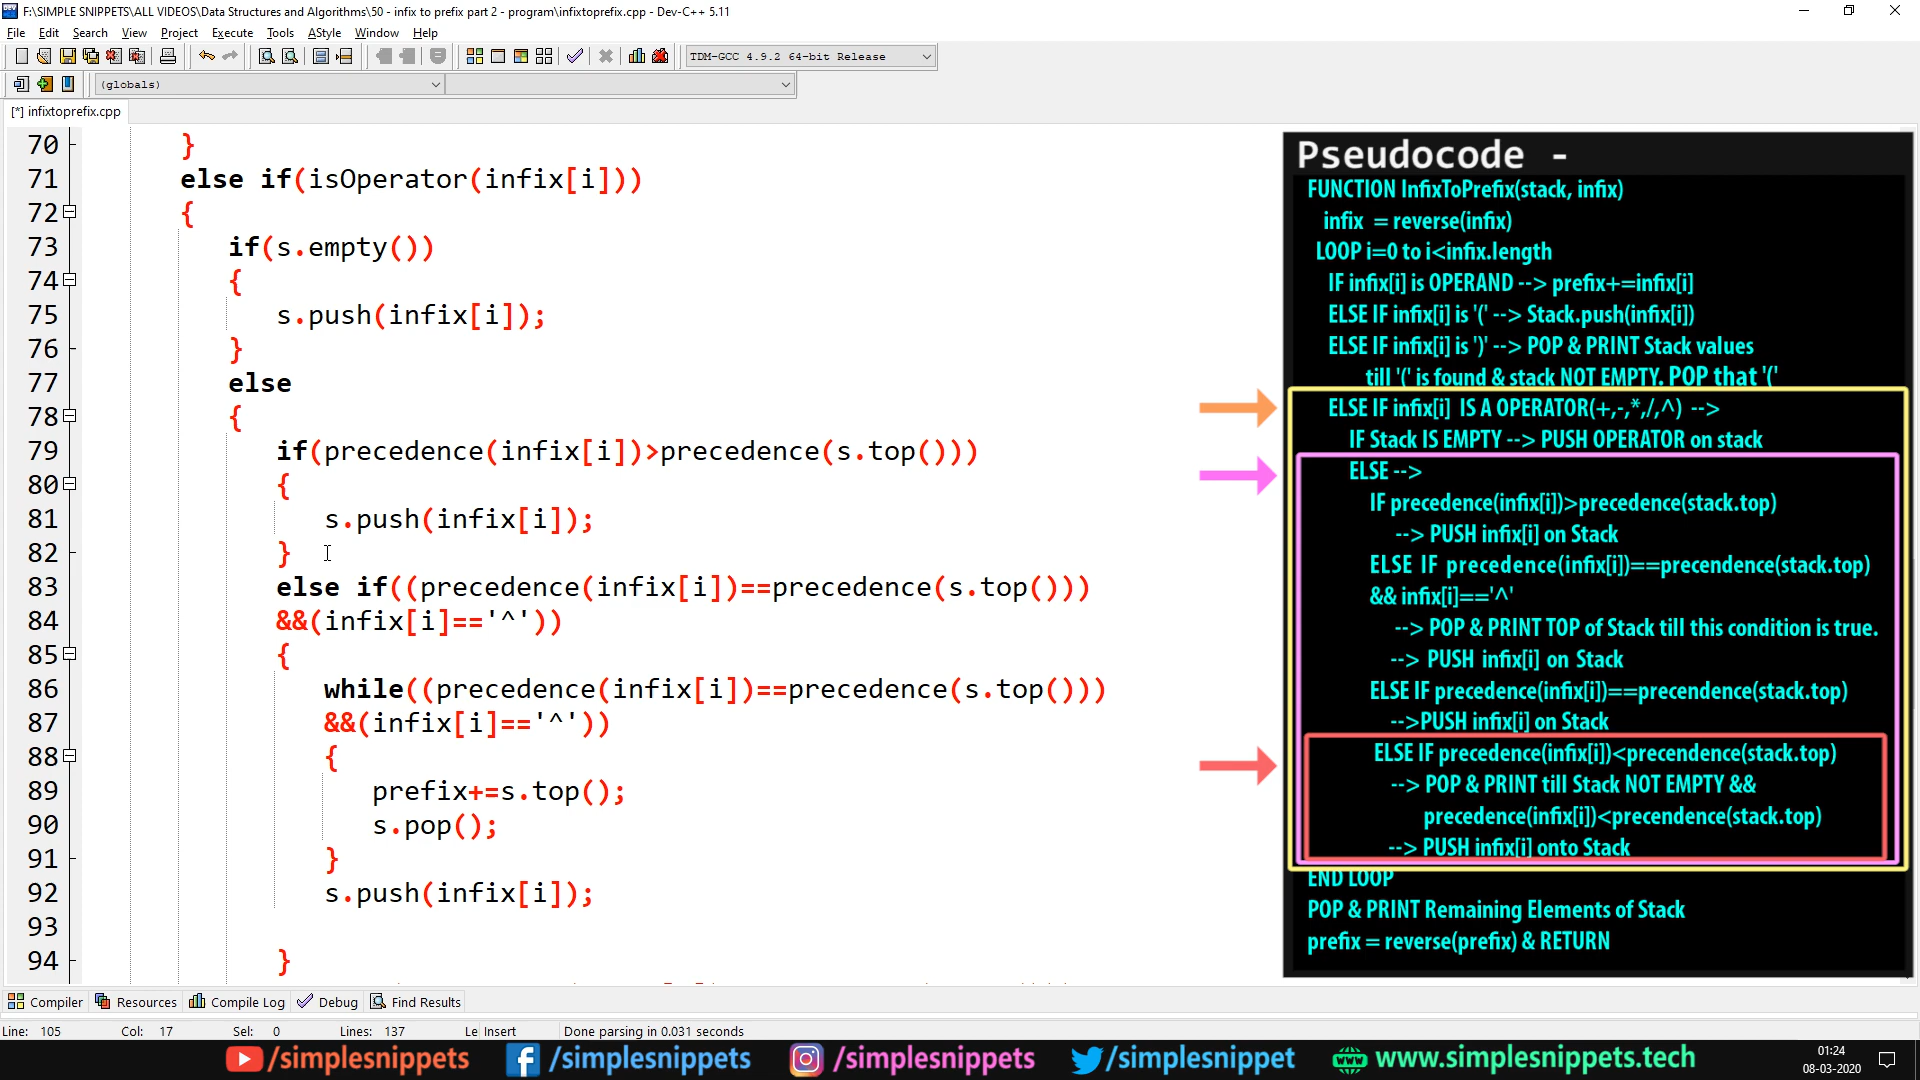 F:\SIMPLE SNIPPETS\ALL VIDEOS\Data Structures and Algorithms\50 - infix to prefix part 2 - program\infixtoprefix.cpp - Dev-C++ 5.11
File Edit Search View Project Execute Tools AStyle Window Help
TDM-GCC 4.9.2 64-bit Release
(globals)
[*] infixtoprefix.cpp
70 }
71 else if(isOperator(infix[i]))
72 {
73 if(s.empty())
74 {
75 s.push(infix[i]);
76 }
77 else
78 {
79 if(precedence(infix[i])>precedence(s.top()))
80 {
81 s.push(infix[i]);
82 }
83 else if((precedence(infix[i])==precedence(s.top()))
84 &&(infix[i]=='^'))
85 {
86 while((precedence(infix[i])==precedence(s.top()))
87 &&(infix[i]=='^'))
88 {
89 prefix+=s.top();
90 s.pop();
91 }
92 s.push(infix[i]);
93
94 }
Pseudocode -
FUNCTION InfixToPrefix(stack, infix)
infix = reverse(infix)
LOOP i=0 to i<infix.length
IF infix[i] is OPERAND --> prefix+=infix[i]
ELSE IF infix[i] is '(' --> Stack.push(infix[i])
ELSE IF infix[i] is ')' --> POP & PRINT Stack values
till '(' is found & stack NOT EMPTY. POP that '('
ELSE IF infix[i] IS A OPERATOR(+,-,*,/,^) -->
IF Stack IS EMPTY --> PUSH OPERATOR on stack
ELSE -->
IF precedence(infix[i])>precedence(stack.top)
--> PUSH infix[i] on Stack
ELSE IF precedence(infix[i])==precendence(stack.top)
&& infix[i]=='^'
--> POP & PRINT TOP of Stack till this condition is true.
--> PUSH infix[i] on Stack
ELSE IF precedence(infix[i])==precendence(stack.top)
-->PUSH infix[i] on Stack
ELSE IF precedence(infix[i])<precendence(stack.top)
--> POP & PRINT till Stack NOT EMPTY &&
precedence(infix[i])<precendence(stack.top)
--> PUSH infix[i] onto Stack
END LOOP
POP & PRINT Remaining Elements of Stack
prefix = reverse(prefix) & RETURN
Compiler Resources Compile Log Debug Find Results
Line: 105 Col: 17 Sel: 0 Lines: 137 Le Insert Done parsing in 0.031 seconds
/simplesnippets /simplesnippets /simplesnippets /simplesnippet www.simplesnippets.tech
01:24
08-03-2020